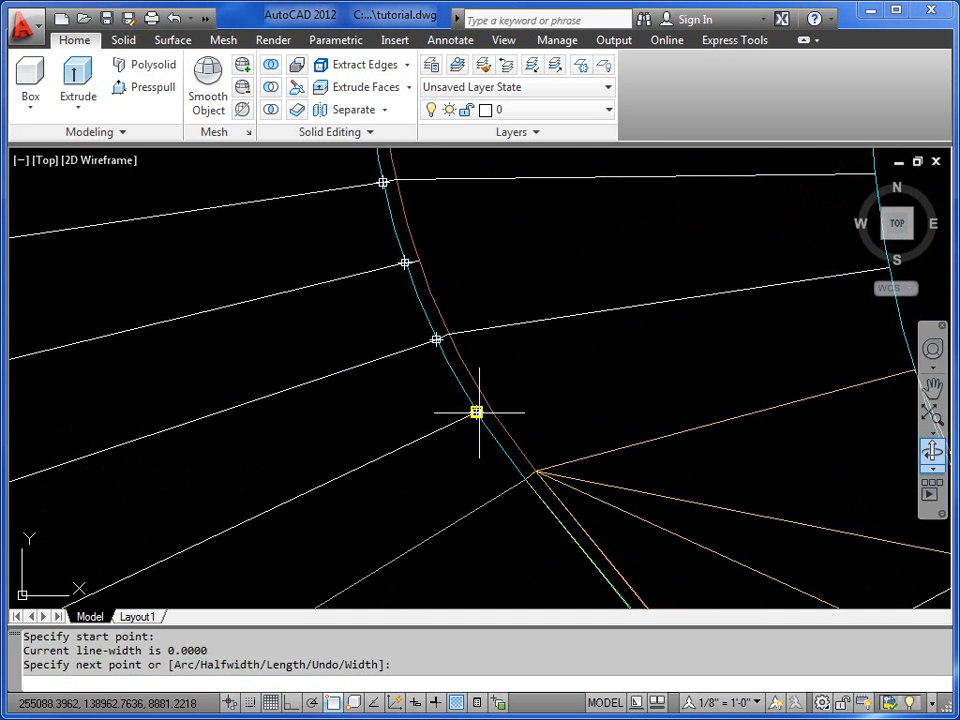 AutoCAD 2012 C:...\tutorial.dwg
Type a keyword or phrase
Sign In
Home Solid Surface Mesh Render Parametric Insert Annotate View Manage Output Online Express Tools
Polysolid
Extract Edges
Unsaved Layer State
Box
Extrude
Presspull
Smooth
Object
Extrude Faces
0
Separate
Modeling
Mesh
Solid Editing
Layers
[−] [Top] [2D Wireframe]
N
W
TOP
E
S
WCS
Y
X
Model Layout1
Specify start point:
Current line-width is 0.0000
Specify next point or [Arc/Halfwidth/Length/Undo/Width]:
255088.3962, 138962.7636, 8881.2218
MODEL
1/8" = 1'-0"